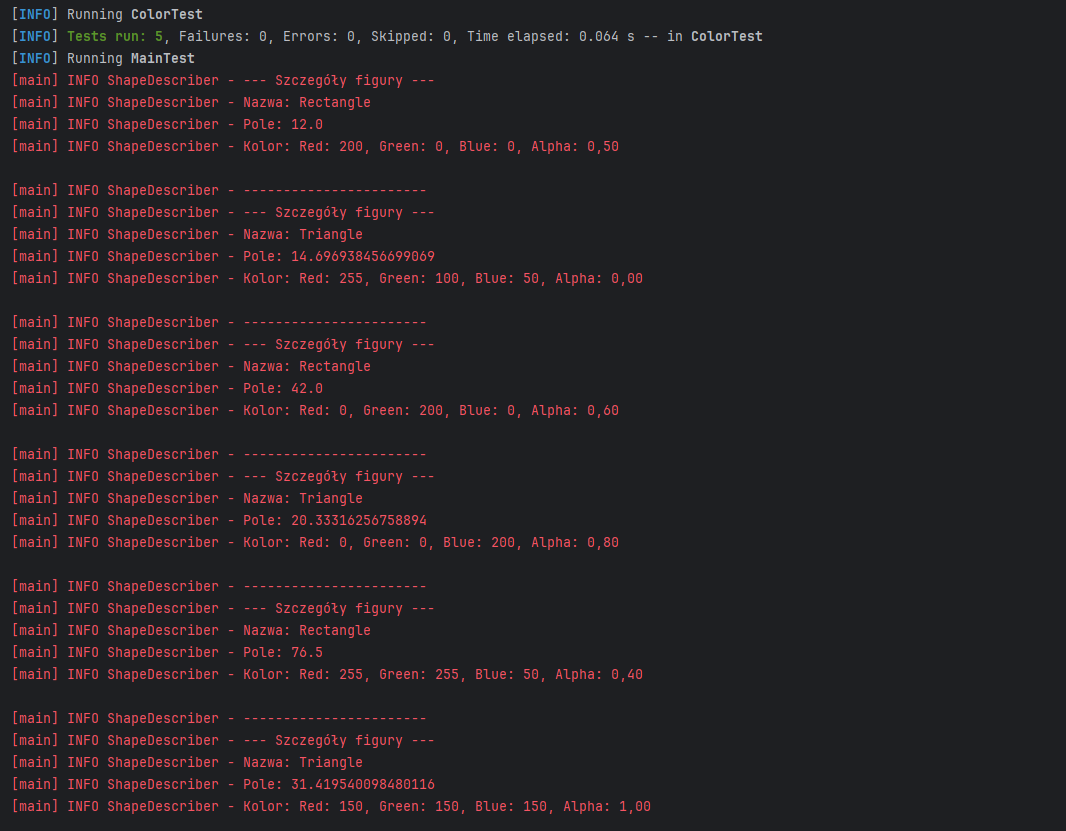 [INFO] Running ColorTest
[INFO] Tests run: 5, Failures: 0, Errors: 0, Skipped: 0, Time elapsed: 0.064 s -- in ColorTest
[INFO] Running MainTest
[main] INFO ShapeDescriber - --- Szczegóły figury ---
[main] INFO ShapeDescriber - Nazwa: Rectangle
[main] INFO ShapeDescriber - Pole: 12.0
[main] INFO ShapeDescriber - Kolor: Red: 200, Green: 0, Blue: 0, Alpha: 0,50
[main] INFO ShapeDescriber - -----------------------
[main] INFO ShapeDescriber - --- Szczegóły figury ---
[main] INFO ShapeDescriber - Nazwa: Triangle
[main] INFO ShapeDescriber - Pole: 14.696938456699069
[main] INFO ShapeDescriber - Kolor: Red: 255, Green: 100, Blue: 50, Alpha: 0,00
[main] INFO ShapeDescriber - -----------------------
[main] INFO ShapeDescriber - --- Szczegóły figury ---
[main] INFO ShapeDescriber - Nazwa: Rectangle
[main] INFO ShapeDescriber - Pole: 42.0
[main] INFO ShapeDescriber - Kolor: Red: 0, Green: 200, Blue: 0, Alpha: 0,60
[main] INFO ShapeDescriber - -----------------------
[main] INFO ShapeDescriber - --- Szczegóły figury ---
[main] INFO ShapeDescriber - Nazwa: Triangle
[main] INFO ShapeDescriber - Pole: 20.33316256758894
[main] INFO ShapeDescriber - Kolor: Red: 0, Green: 0, Blue: 200, Alpha: 0,80
[main] INFO ShapeDescriber - -----------------------
[main] INFO ShapeDescriber - --- Szczegóły figury ---
[main] INFO ShapeDescriber - Nazwa: Rectangle
[main] INFO ShapeDescriber - Pole: 76.5
[main] INFO ShapeDescriber - Kolor: Red: 255, Green: 255, Blue: 50, Alpha: 0,40
[main] INFO ShapeDescriber - -----------------------
[main] INFO ShapeDescriber - --- Szczegóły figury ---
[main] INFO ShapeDescriber - Nazwa: Triangle
[main] INFO ShapeDescriber - Pole: 31.419540098480116
[main] INFO ShapeDescriber - Kolor: Red: 150, Green: 150, Blue: 150, Alpha: 1,00